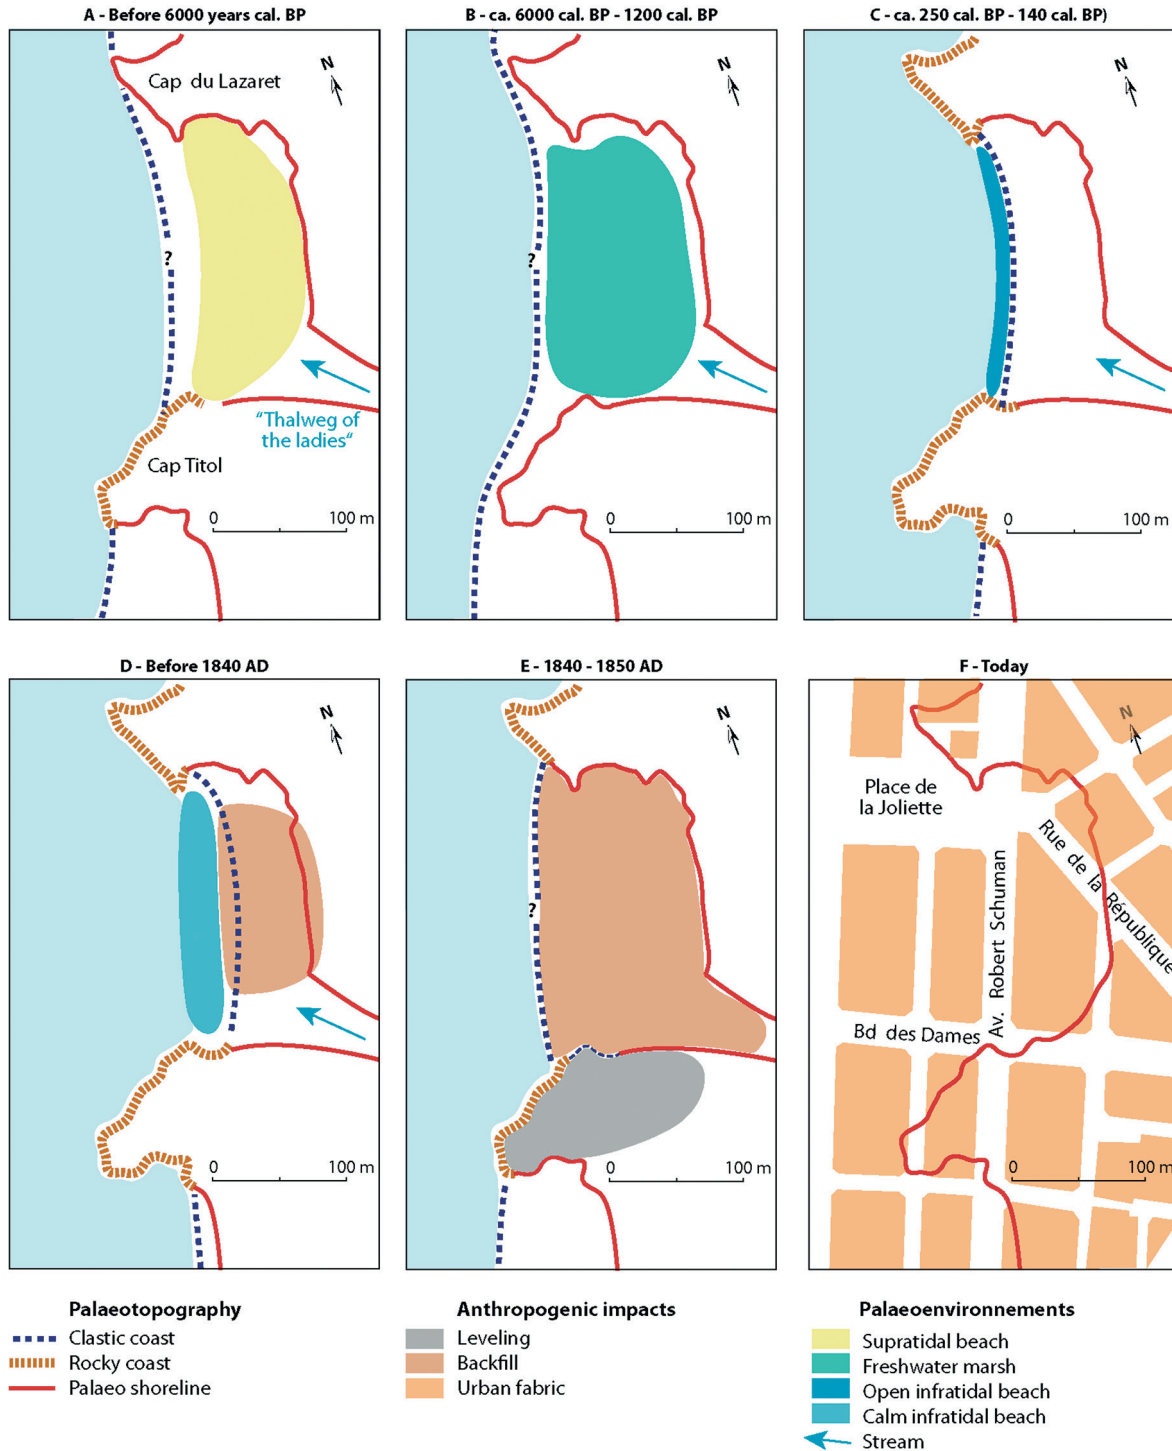 A - Before 6000 years cal. BP
B - ca. 6000 cal. BP - 1200 cal. BP
C - ca. 250 cal. BP - 140 cal. BP)
N
Cap du Lazaret
?
"Thalweg of
the ladies"
Cap Titol
0 100 m
N
?
0 100 m
N
0 100 m
D - Before 1840 AD
E - 1840 - 1850 AD
F - Today
N
0 100 m
N
?
0 100 m
N
Place de
la Joliette
Rue de la République
Av. Robert Schuman
Bd des Dames
0 100 m
Palaeotopography
Clastic coast
Rocky coast
Palaeo shoreline
Anthropogenic impacts
Leveling
Backfill
Urban fabric
Palaeoenvironnements
Supratidal beach
Freshwater marsh
Open infratidal beach
Calm infratidal beach
Stream